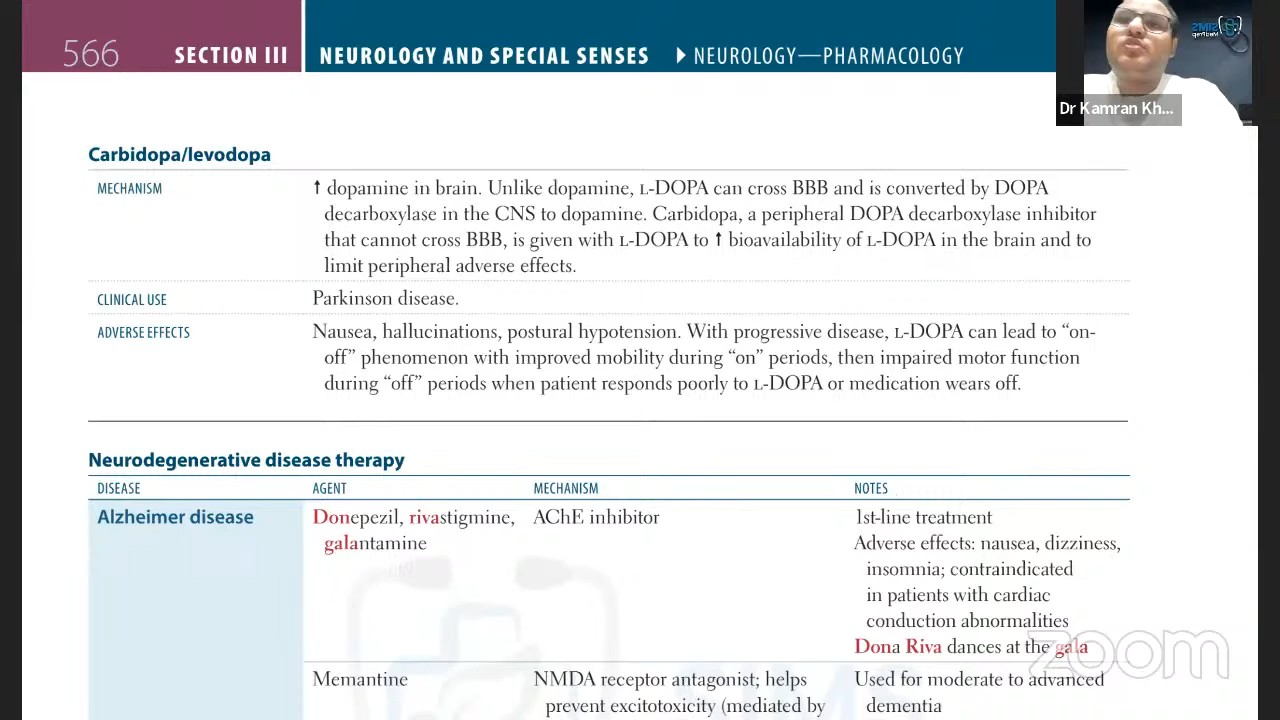 566 SECTION III NEUROLOGY AND SPECIAL SENSES ▶ NEUROLOGY—PHARMACOLOGY
Dr Kamran Kh...
Carbidopa/levodopa
MECHANISM ↑ dopamine in brain. Unlike dopamine, L-DOPA can cross BBB and is converted by DOPA
decarboxylase in the CNS to dopamine. Carbidopa, a peripheral DOPA decarboxylase inhibitor
that cannot cross BBB, is given with L-DOPA to ↑ bioavailability of L-DOPA in the brain and to
limit peripheral adverse effects.
CLINICAL USE Parkinson disease.
ADVERSE EFFECTS Nausea, hallucinations, postural hypotension. With progressive disease, L-DOPA can lead to “on-
off” phenomenon with improved mobility during “on” periods, then impaired motor function
during “off” periods when patient responds poorly to L-DOPA or medication wears off.
Neurodegenerative disease therapy
DISEASE AGENT MECHANISM NOTES
Alzheimer disease Donepezil, rivastigmine, AChE inhibitor 1st-line treatment
galantamine Adverse effects: nausea, dizziness,
insomnia; contraindicated
in patients with cardiac
conduction abnormalities
Dona Riva dances at the gala
zoom
Memantine NMDA receptor antagonist; helps Used for moderate to advanced
prevent excitotoxicity (mediated by dementia